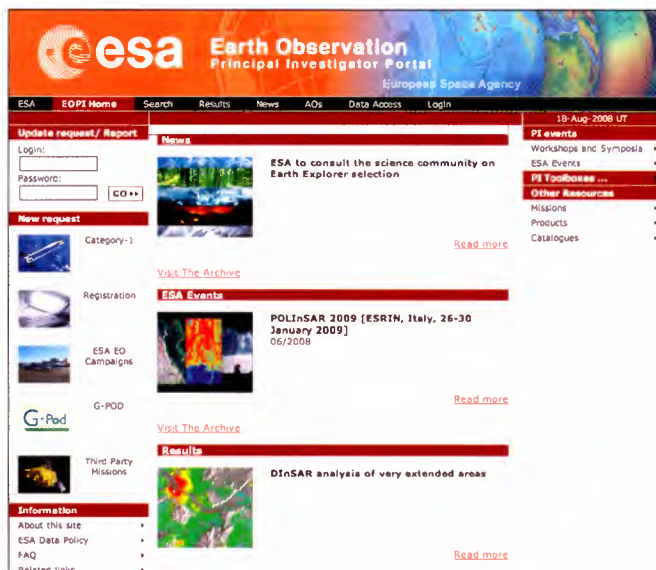 esa
Earth Observation
Principal Investigator Portal
European Space Agency
ESA EOPI Home Search Results News AOs Data Access Login
18-Aug-2008 UT
Update request/ Report
Login:
Password:
GO
New request
Category-1
Registration
ESA EO
Campaigns
G-Pod
G-POD
Third Party
Missions
Information
About this site
ESA Data Policy
FAQ
Related links
News
ESA to consult the science community on
Earth Explorer selection
Read more
Visit The Archive
ESA Events
POLInSAR 2009 [ESRIN, Italy, 26-30
January 2009]
06/2008
Read more
Visit The Archive
Results
DInSAR analysis of very extended areas
Read more
PI events
Workshops and Symposia
ESA Events
PI Toolboxes ...
Other Resources
Missions
Products
Catalogues